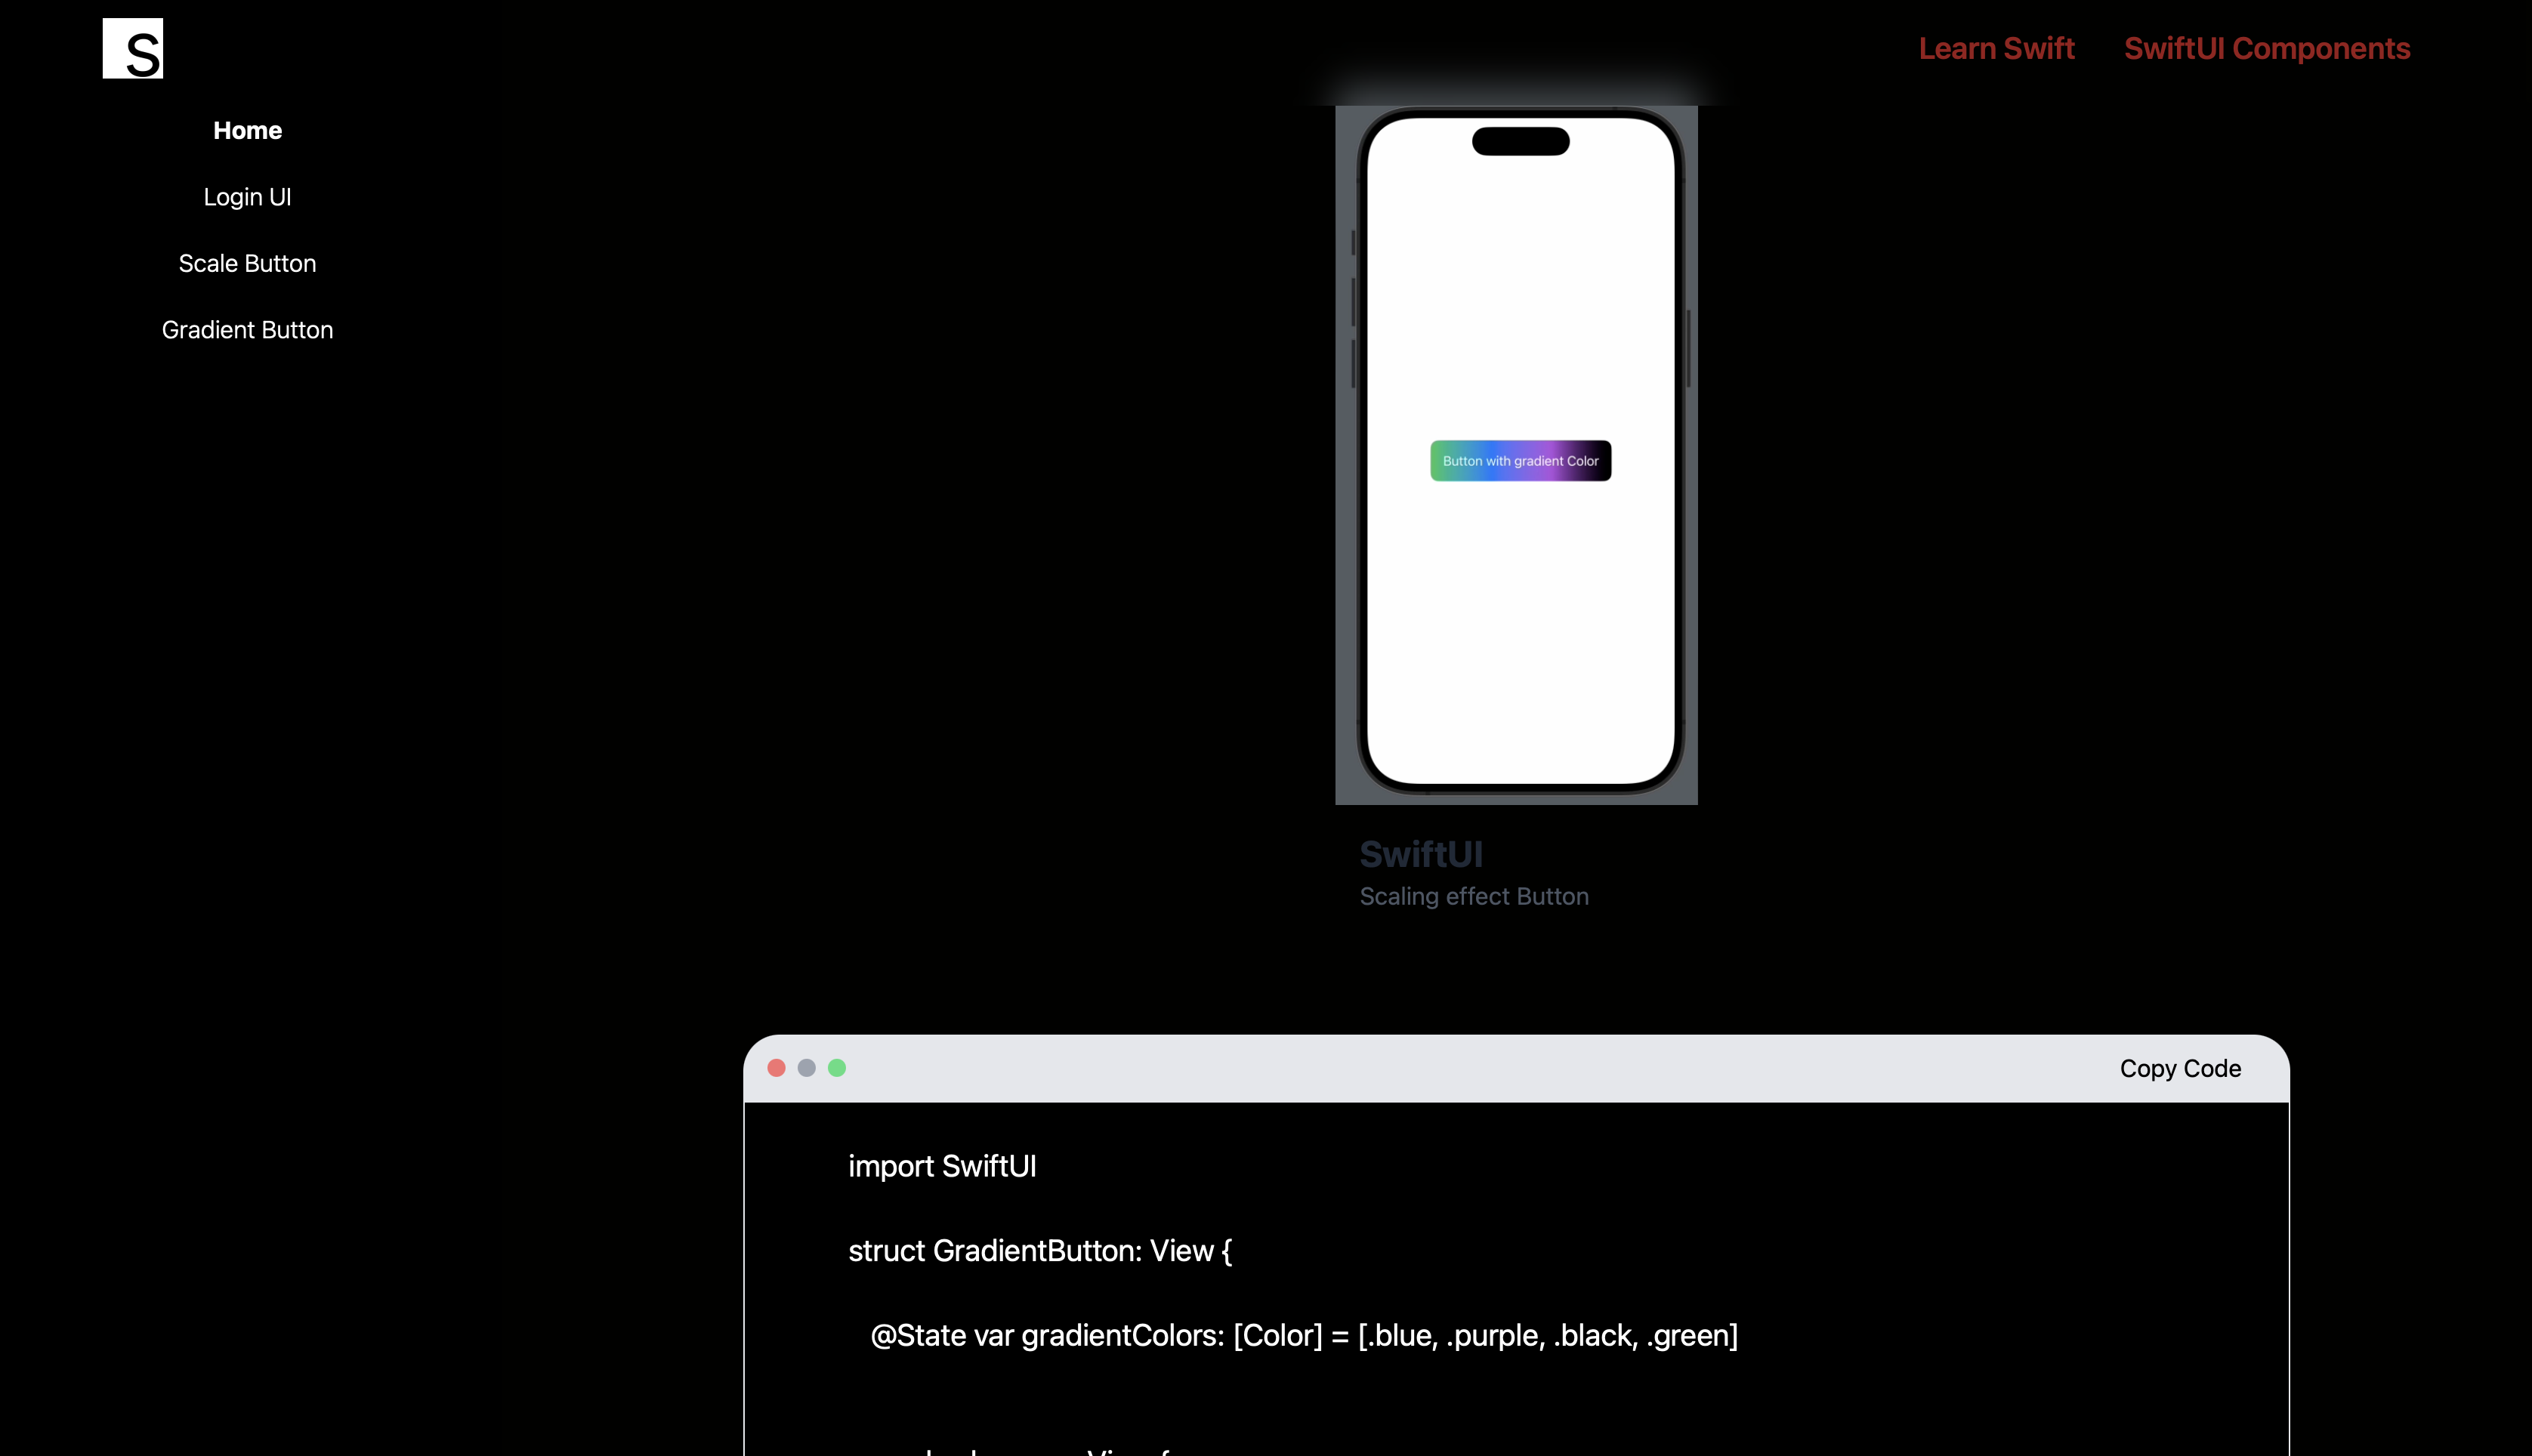 S
Learn Swift
SwiftUI Components
Home
Login UI
Scale Button
Gradient Button
Button with gradient Color
SwiftUI
Scaling effect Button
Copy Code
import SwiftUI
struct GradientButton: View {
@State var gradientColors: [Color] = [.blue, .purple, .black, .green]